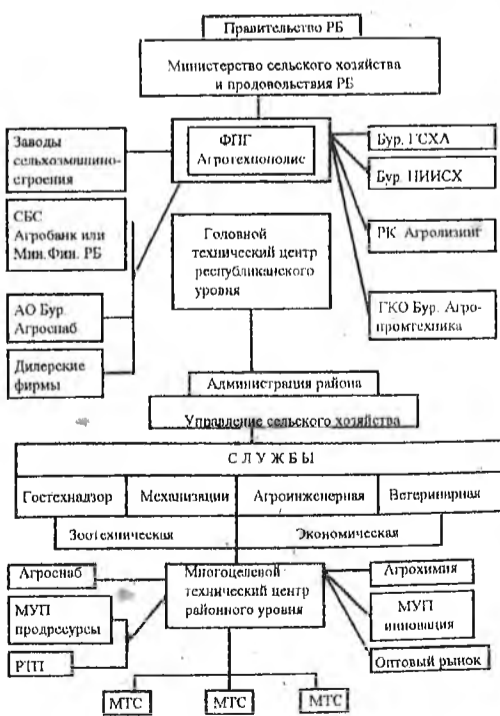 Правительство РБ
Министерство сельского хозяйства
и продовольствия РБ
Заводы
сельхозмашино-
строения
ФПГ
Агротехнополис
Бур. ГСХА
Бур. НИИСХ
СБС
Агробанк или
Мин. Фин. РБ
Головной
технический центр
республиканского
уровня
РК Агролизинг
АО Бур.
Агроснаб
ГКО Бур. Агро-
промтехника
Дилерские
фирмы
Администрация района
Управление сельского хозяйства
СЛУЖБЫ
Гостехнадзор
Механизации
Агроинженерная
Ветеринарная
Зоотехническая
Экономическая
Агроснаб
Многоцелевой
технический центр
районного уровня
Агрохимия
МУП
продресурсы
МУП
инновация
РТП
Оптовый рынок
МТС
МТС
МТС